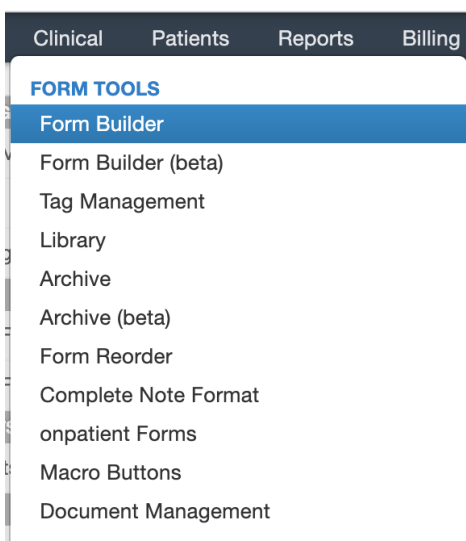 Clinical Patients Reports Billing
FORM TOOLS
Form Builder
Form Builder (beta)
Tag Management
Library
Archive
Archive (beta)
Form Reorder
Complete Note Format
onpatient Forms
Macro Buttons
Document Management